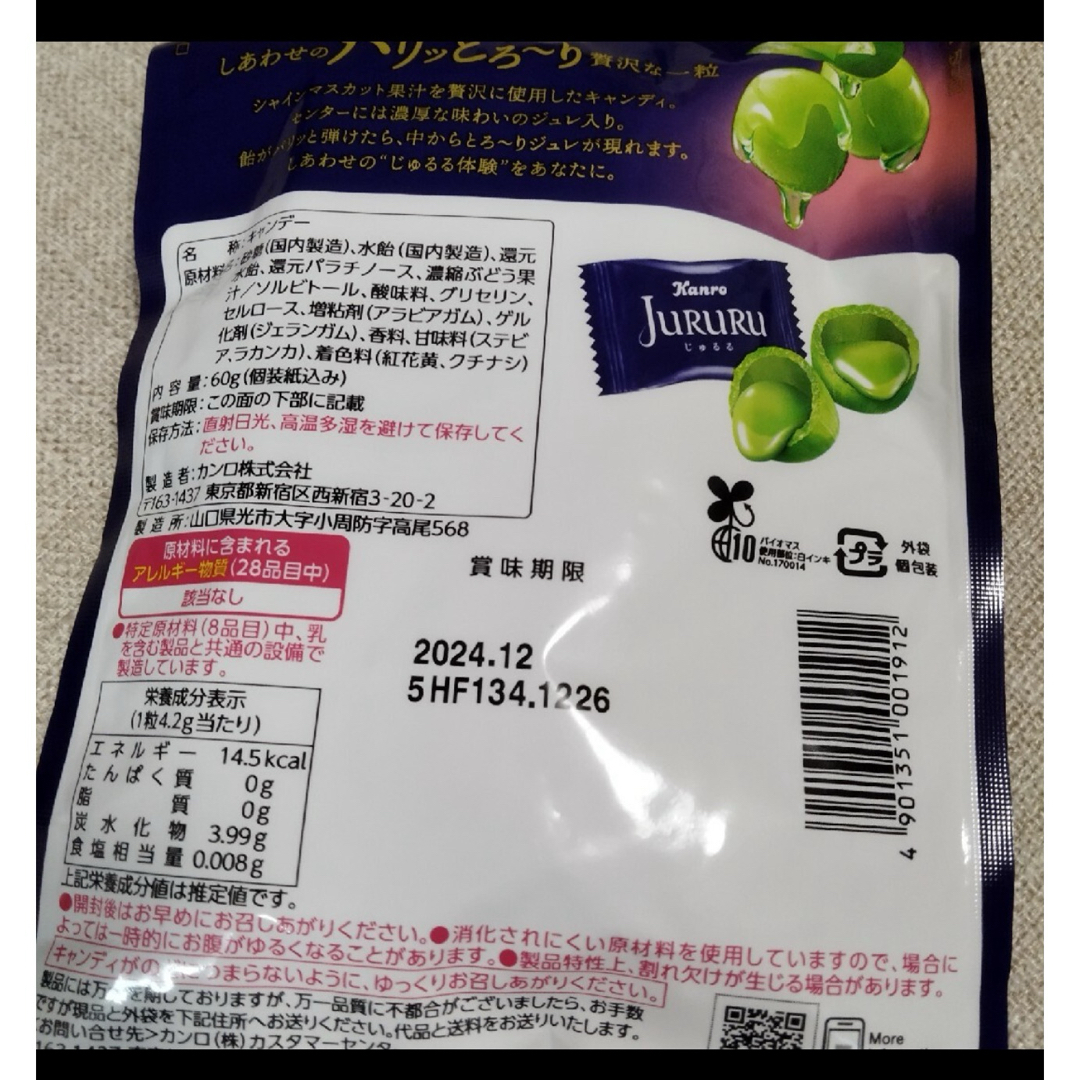 しあわせのパリッとろ〜り贅沢な一粒
シャインマスカット果汁を贅沢に使用したキャンディ。
センターには濃厚な味わいのジュレ入り。
飴がパリッと弾けたら、中からとろ〜りジュレが現れます。
しあわせの"じゅるる体験"をあなたに。
名 称:キャンデー
原材料名:砂糖(国内製造)、水飴(国内製造)、還元
水飴、還元パラチノース、濃縮ぶどう果
汁／ソルビトール、酸味料、グリセリン、
セルロース、増粘剤(アラビアガム)、ゲル
化剤(ジェランガム)、香料、甘味料(ステビ
ア、ラカンカ)、着色料(紅花黄、クチナシ)
内容量:60g(個装紙込み)
賞味期限:この面の下部に記載
保存方法:直射日光、高温多湿を避けて保存してく
ださい。
製造者:カンロ株式会社
〒163-1437 東京都新宿区西新宿3-20-2
製造所:山口県光市大字小周防字高尾568
Kanro
JURURU
じゅるる
10
バイオマス
使用部位:白インキ
No.170014
プラ
外袋
個包装
原材料に含まれる
アレルギー物質(28品目中)
該当なし
●特定原材料(8品目)中、乳
を含む製品と共通の設備で
製造しています。
賞味期限
2024.12
5HF134.1226
栄養成分表示
(1粒4.2g当たり)
エネルギー 14.5kcal
たんぱく質 0g
脂質 0g
炭水化物 3.99g
食塩相当量 0.008g
上記栄養成分値は推定値です。
4 901351 001912
●開封後はお早めにお召しあがりください。●消化されにくい原材料を使用していますので、場合に
よっては一時的にお腹がゆるくなることがあります。●製品特性上、割れ欠けが生じる場合があります。
キャンディがのどにつまらないように、ゆっくりお召しあがりください。
製品には万全を期しておりますが、万一品質に不都合がございましたら、お手数
ですが現品と外袋を下記住所へお送りください。代品と送料をお送りいたします。
お問い合せ先>カンロ(株)カスタマーセンター
163-1437
More